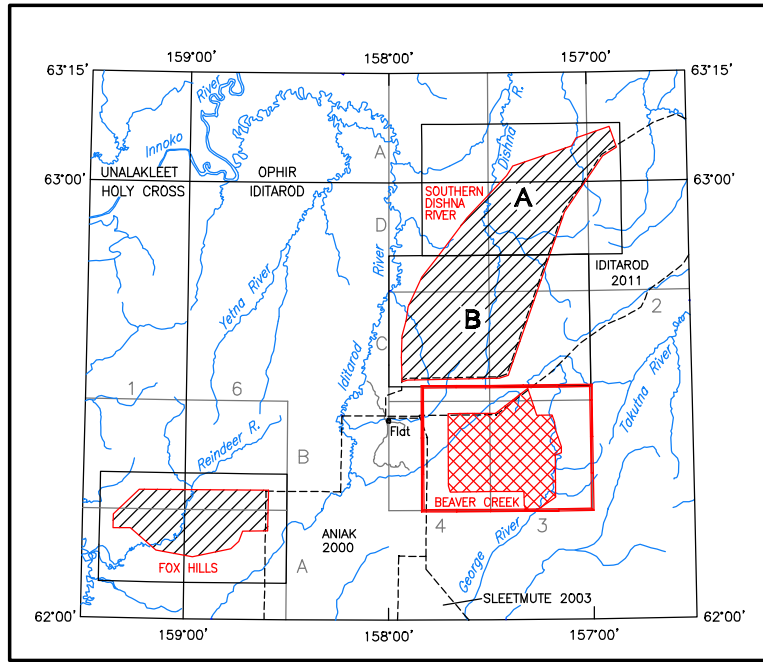 159°00'
158°00'
157°00'
63°15'
63°15'
River
Innoko
Dishna
R.
A
UNALAKLEET
OPHIR
HOLY CROSS
IDITAROD
63°00'
63°00'
SOUTHERN
DISHNA
RIVER
A
D
River
Yetna River
IDITAROD
2011
B
2
C
Iditarod
Takutna River
1
6
Reindeer R.
Flat
B
BEAVER CREEK
ANIAK
2000
4
3
FOX HILLS
A
George River
SLEETMUTE 2003
62°00'
62°00'
159°00'
158°00'
157°00'